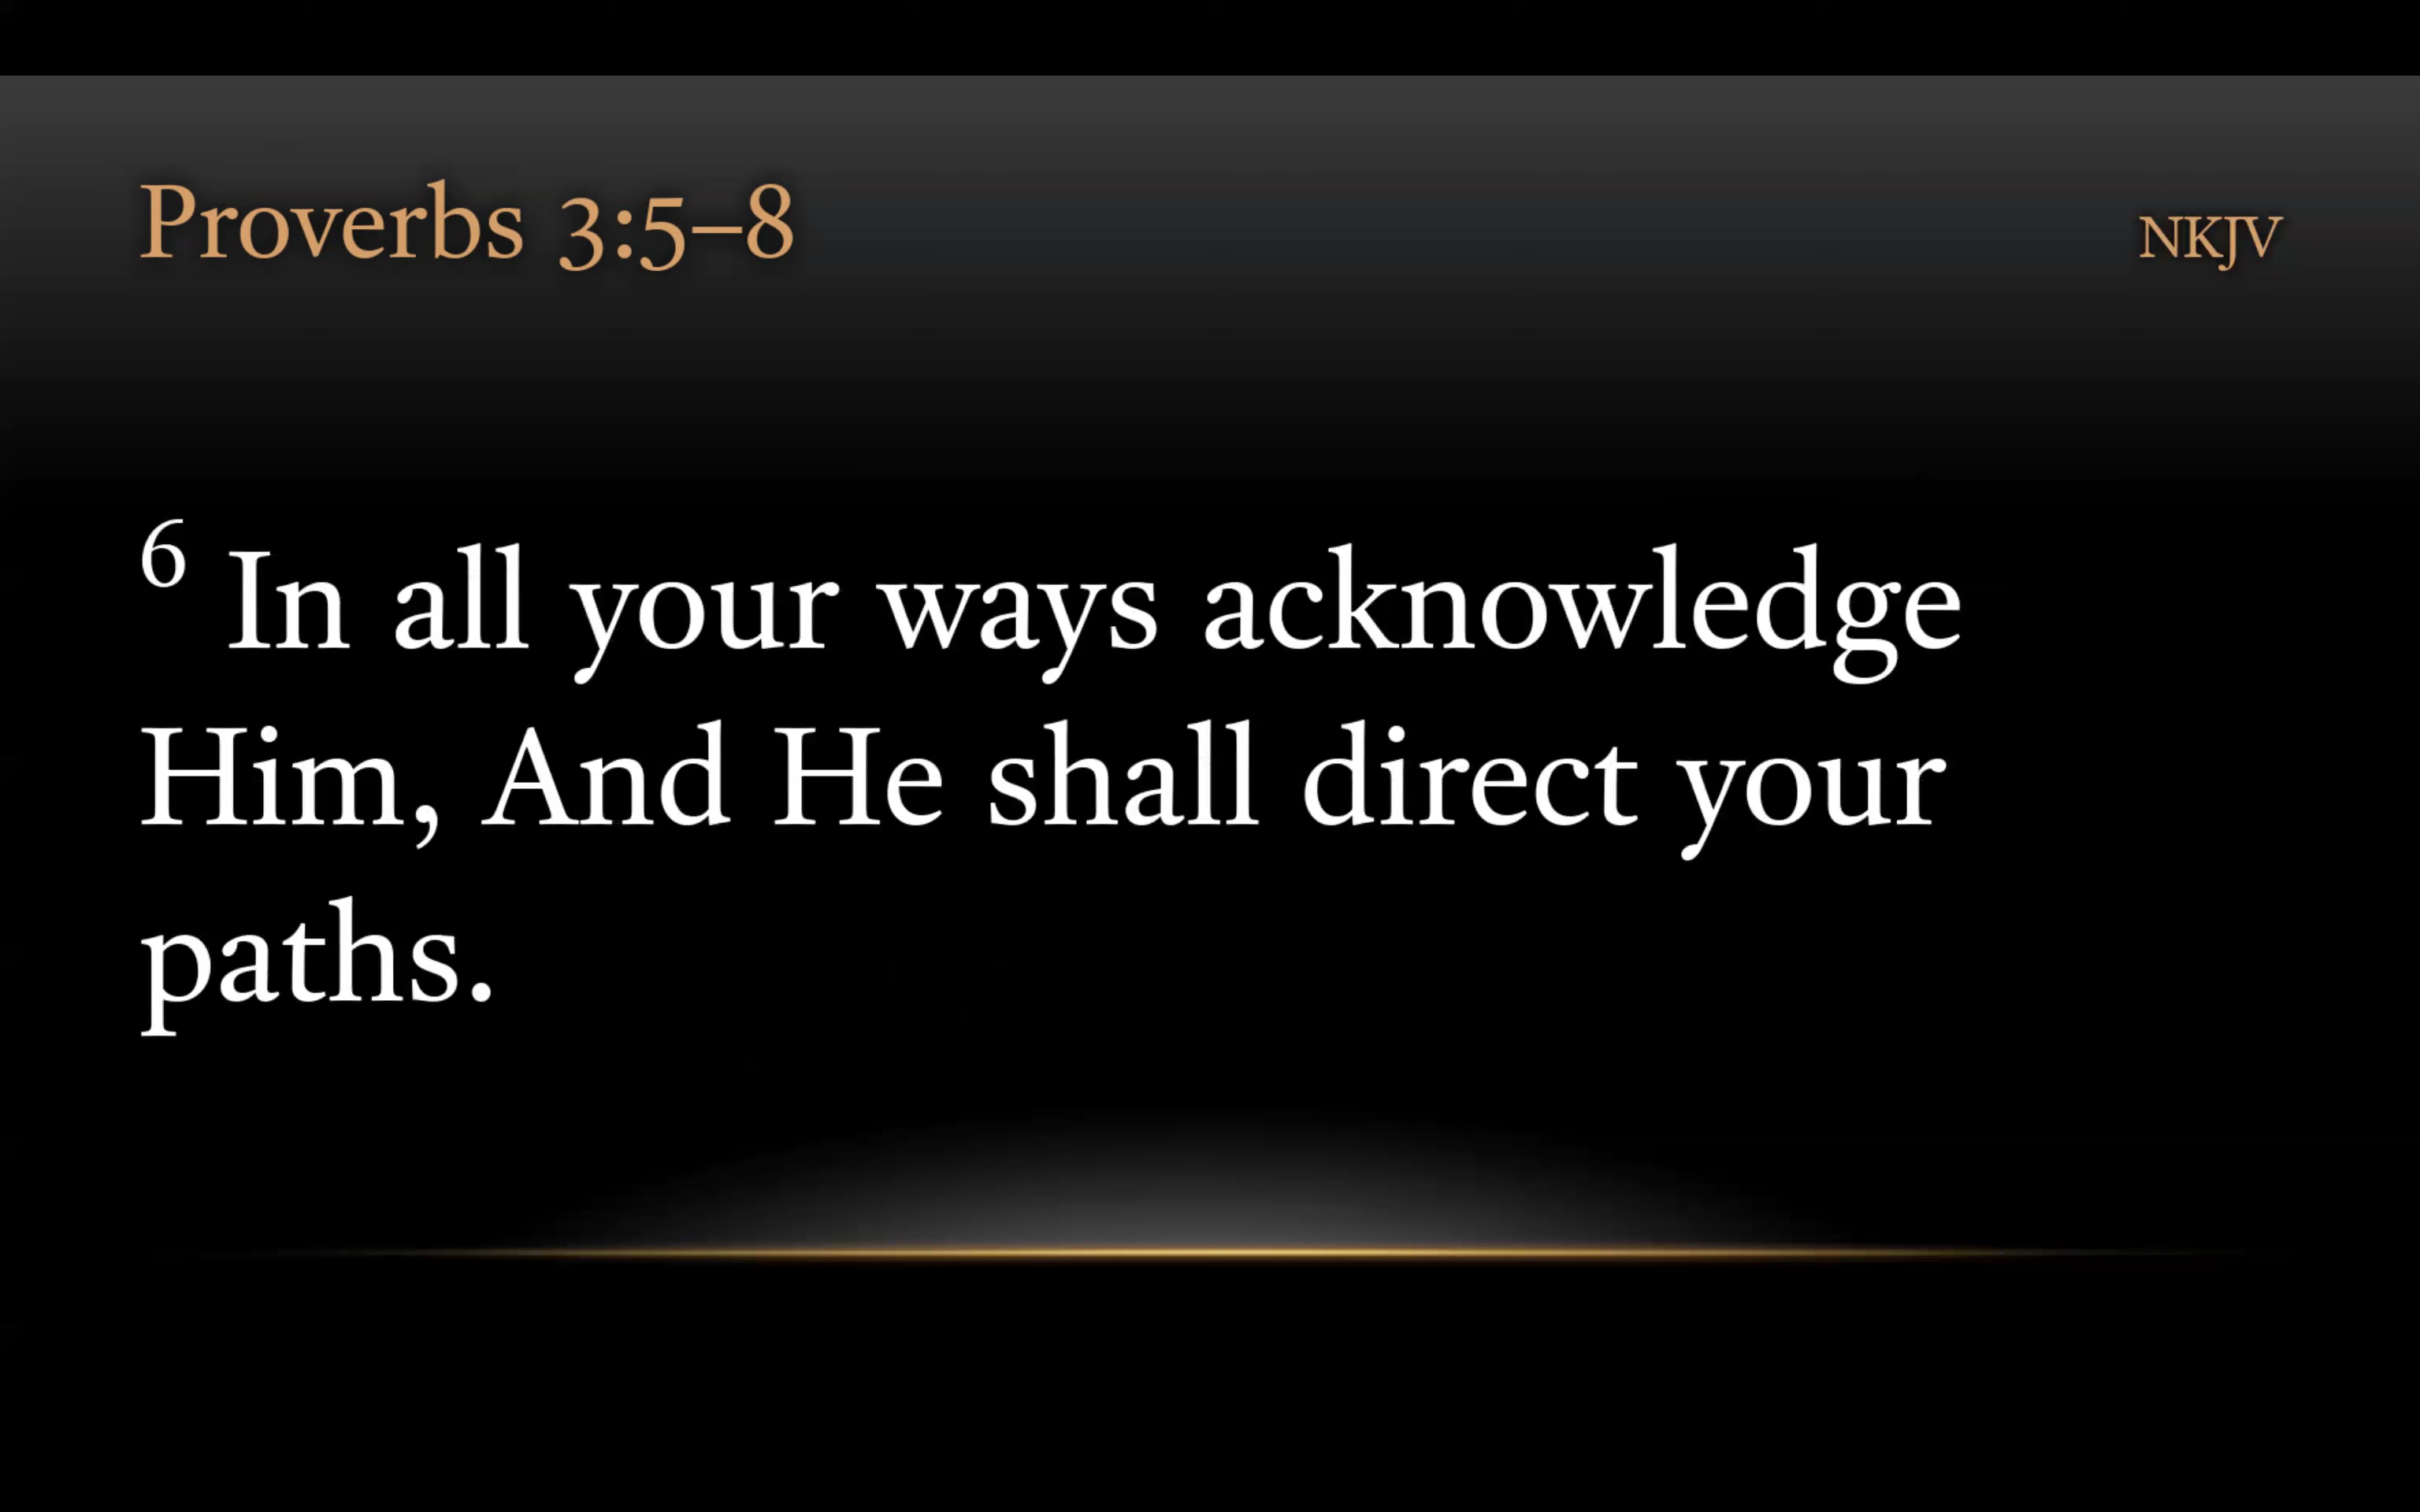 Proverbs 3:5–8
NKJV
6 In all your ways acknowledge
Him, And He shall direct your
paths.